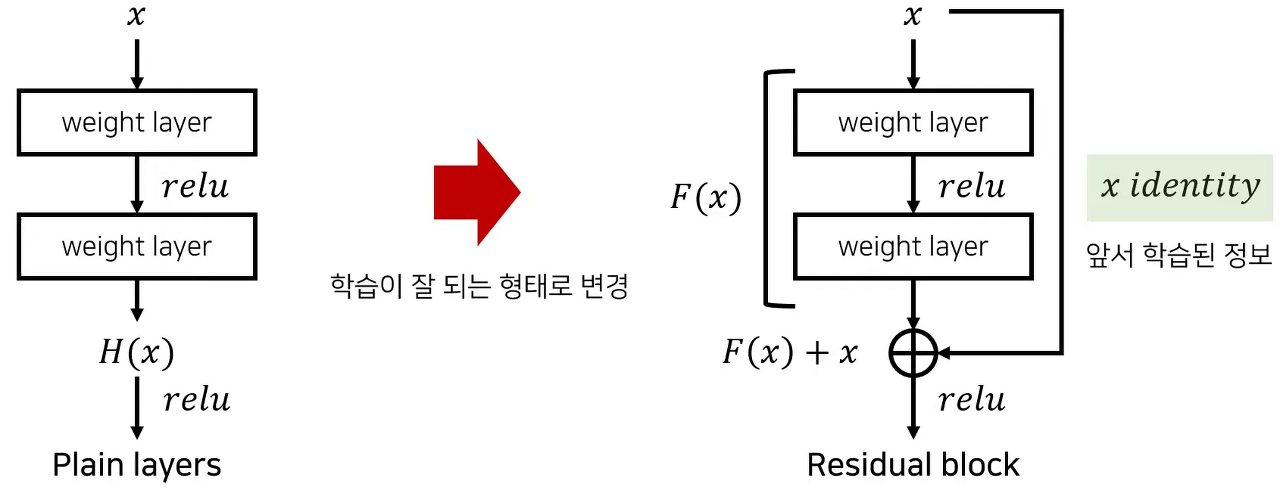 x
weight layer
relu
weight layer
H(x)
relu
Plain layers
학습이 잘 되는 형태로 변경
x
F(x)
weight layer
relu
weight layer
F(x) + x
relu
Residual block
x identity
앞서 학습된 정보